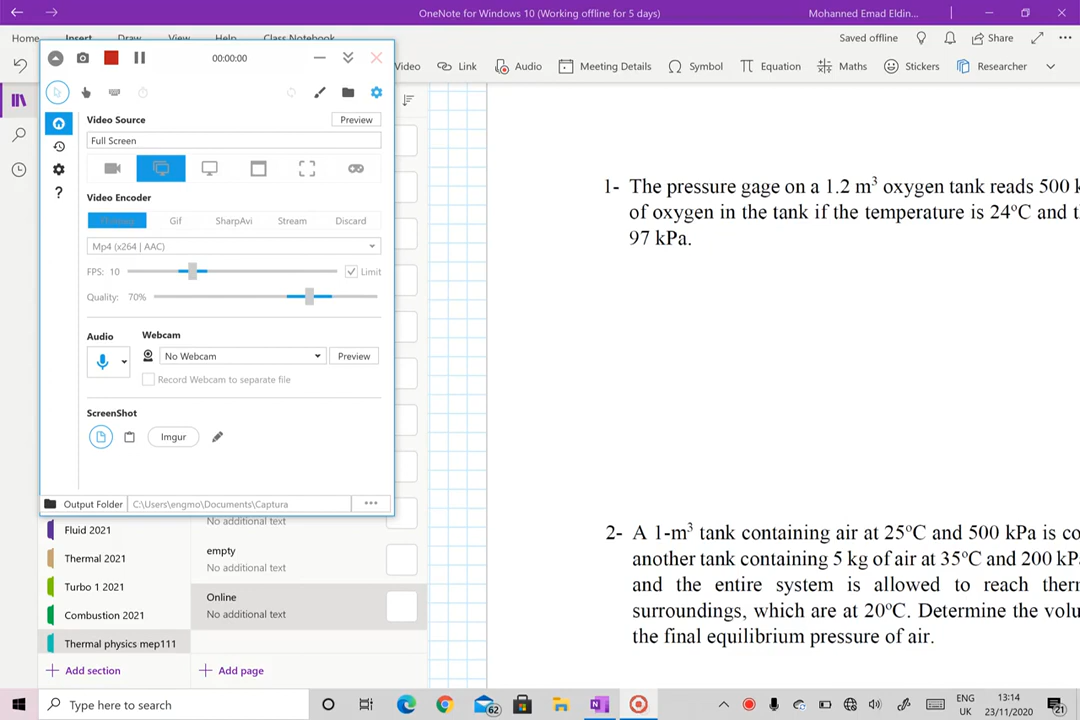 OneNote for Windows 10 (Working offline for 5 days)
Mohanned Emad Eldin...
Home Insert Draw View Help Class Notebook
Saved offline Share
Video Link Audio Meeting Details Symbol Equation Maths Stickers Researcher
00:00:00
Video Source Preview
Full Screen
Video Encoder
Gif SharpAvi Stream Discard
Mp4 (x264 | AAC)
FPS: 10 Limit
Quality: 70%
Audio Webcam
No Webcam Preview
Record Webcam to separate file
ScreenShot
Imgur
Output Folder C:\Users\engmo\Documents\Captura
Fluid 2021
Thermal 2021
Turbo 1 2021
Combustion 2021
Thermal physics mep111
Add section
No additional text
empty
No additional text
Online
No additional text
Add page
1- The pressure gage on a 1.2 m³ oxygen tank reads 500 k
of oxygen in the tank if the temperature is 24°C and t
97 kPa.
2- A 1-m³ tank containing air at 25°C and 500 kPa is co
another tank containing 5 kg of air at 35°C and 200 kP
and the entire system is allowed to reach ther
surroundings, which are at 20°C. Determine the volu
the final equilibrium pressure of air.
Type here to search
62
ENG
UK
13:14
23/11/2020
21